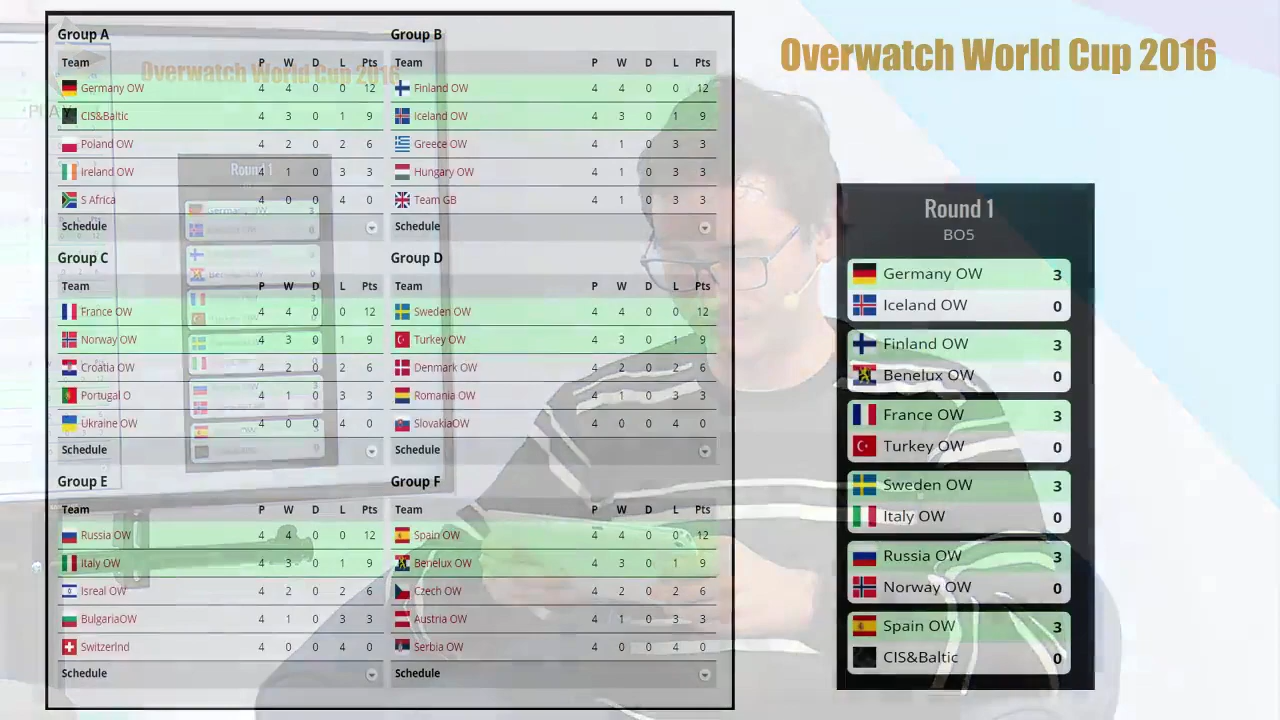 Overwatch World Cup 2016
Group A
Team P W D L Pts
Germany OW 4 4 0 0 12
CIS&Baltic 4 3 0 1 9
Poland OW 4 2 0 2 6
Ireland OW 4 1 0 3 3
S Africa 4 0 0 4 0
Schedule
Group B
Team P W D L Pts
Finland OW 4 4 0 0 12
Iceland OW 4 3 0 1 9
Greece OW 4 1 0 3 3
Hungary OW 4 1 0 3 3
Team GB 4 1 0 3 3
Schedule
Group C
Team P W D L Pts
France OW 4 4 0 0 12
Norway OW 4 3 0 1 9
Croatia OW 4 2 0 2 6
Portugal O 4 1 0 3 3
Ukraine OW 4 0 0 4 0
Schedule
Group D
Team P W D L Pts
Sweden OW 4 4 0 0 12
Turkey OW 4 3 0 1 9
Denmark OW 4 2 0 2 6
Romania OW 4 1 0 3 3
SlovakiaOW 4 0 0 4 0
Schedule
Group E
Team P W D L Pts
Russia OW 4 4 0 0 12
Italy OW 4 3 0 1 9
Isreal OW 4 2 0 2 6
BulgariaOW 4 1 0 3 3
Switzerlnd 4 0 0 4 0
Schedule
Group F
Team P W D L Pts
Spain OW 4 4 0 0 12
Benelux OW 4 3 0 1 9
Czech OW 4 2 0 2 6
Austria OW 4 1 0 3 3
Serbia OW 4 0 0 4 0
Schedule
Round 1
BO5
Germany OW 3
Iceland OW 0
Finland OW 3
Benelux OW 0
France OW 3
Turkey OW 0
Sweden OW 3
Italy OW 0
Russia OW 3
Norway OW 0
Spain OW 3
CIS&Baltic 0
Overwatch World Cup 2016
Round 1